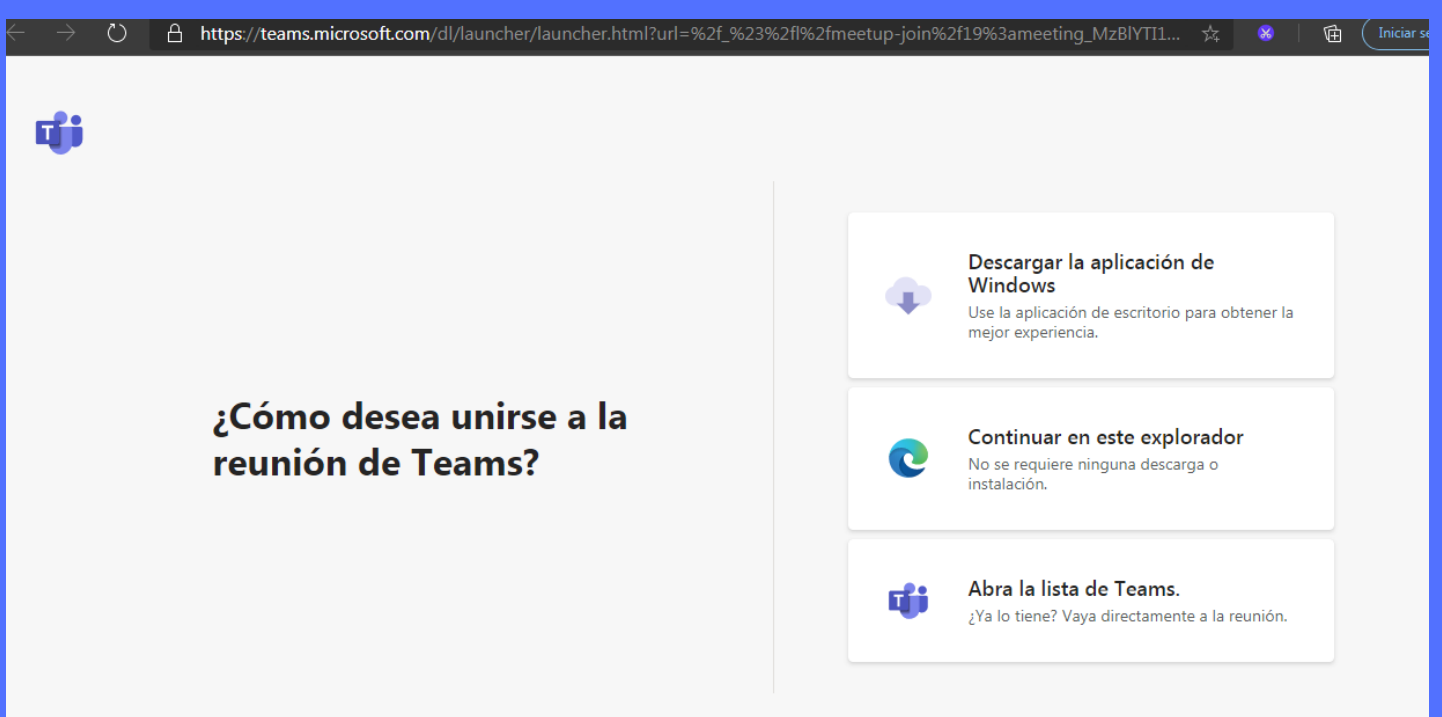 https://teams.microsoft.com/dl/launcher/launcher.html?url=%2f_%23%2fl%2fmeetup-join%2f19%3ameeting_MzBlYTI1...
Iniciar se
T
¿Cómo desea unirse a la
reunión de Teams?
Descargar la aplicación de
Windows
Use la aplicación de escritorio para obtener la
mejor experiencia.
Continuar en este explorador
No se requiere ninguna descarga o
instalación.
T
Abra la lista de Teams.
¿Ya lo tiene? Vaya directamente a la reunión.